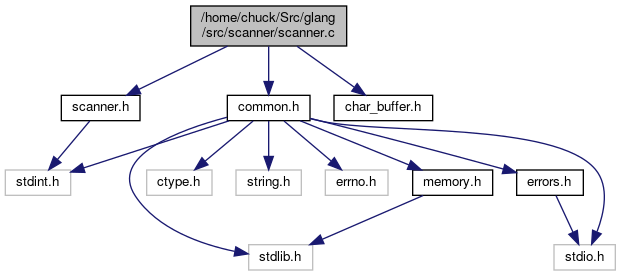 /home/chuck/Src/glang
/src/scanner/scanner.c
scanner.h
common.h
char_buffer.h
stdint.h
ctype.h
string.h
errno.h
memory.h
errors.h
stdlib.h
stdio.h